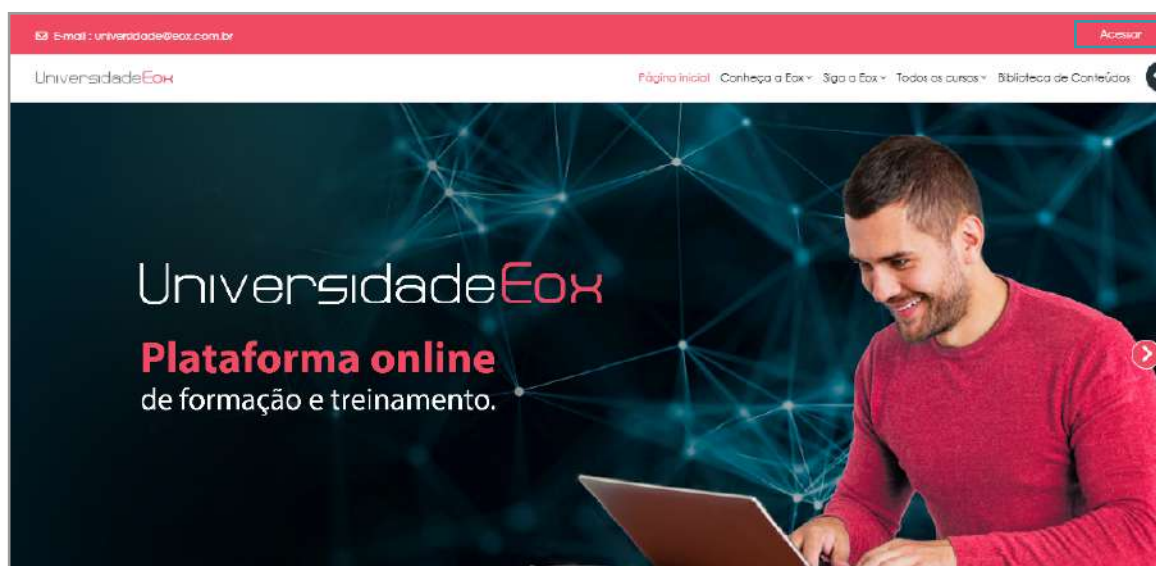 E-mail : universidade@eox.com.br
Acessar
UniversidadeEox
Página inicial Conheça a Eox Siga a Eox Todos os cursos Biblioteca de Conteúdos
UniversidadeEox
Plataforma online
de formação e treinamento.